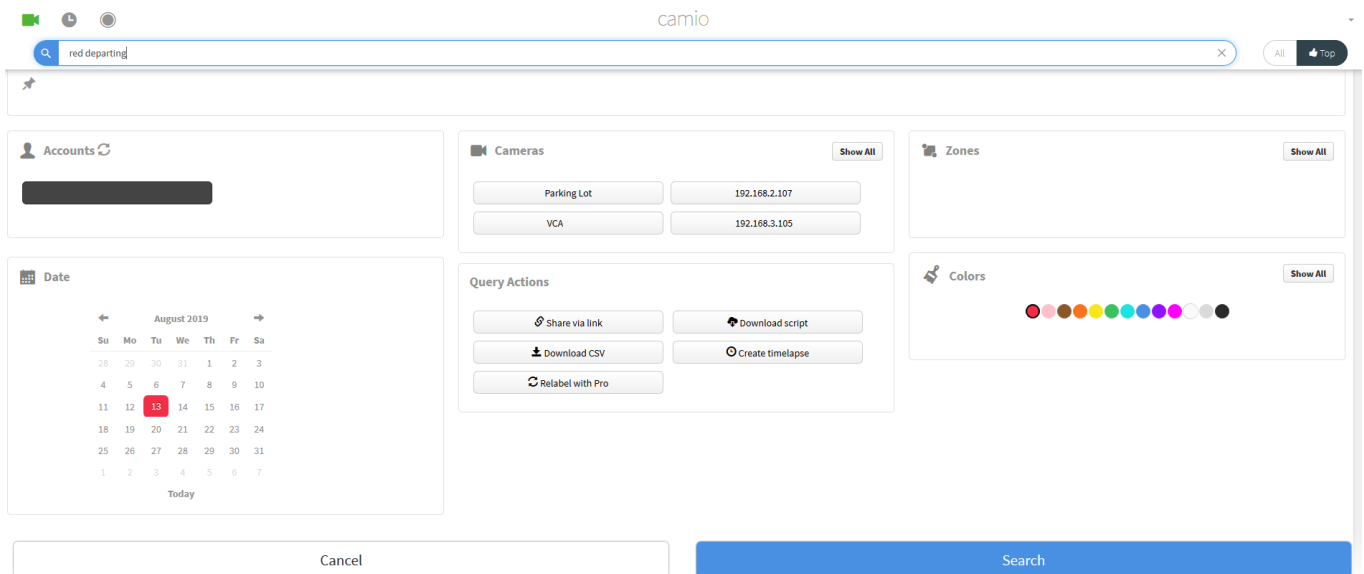 camio
red departing
All
Top
Accounts
Cameras
Show All
Parking Lot
192.168.2.107
VCA
192.168.3.105
Zones
Show All
Date
August 2019
Su Mo Tu We Th Fr Sa
28 29 30 31 1 2 3
4 5 6 7 8 9 10
11 12 13 14 15 16 17
18 19 20 21 22 23 24
25 26 27 28 29 30 31
1 2 3 4 5 6 7
Today
Query Actions
Share via link
Download script
Download CSV
Create timelapse
Relabel with Pro
Colors
Show All
Cancel
Search